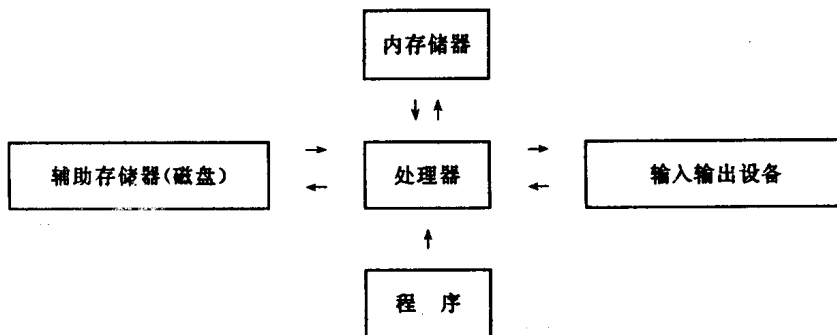 内存储器
辅助存储器(磁盘)
处理器
输入输出设备
程 序